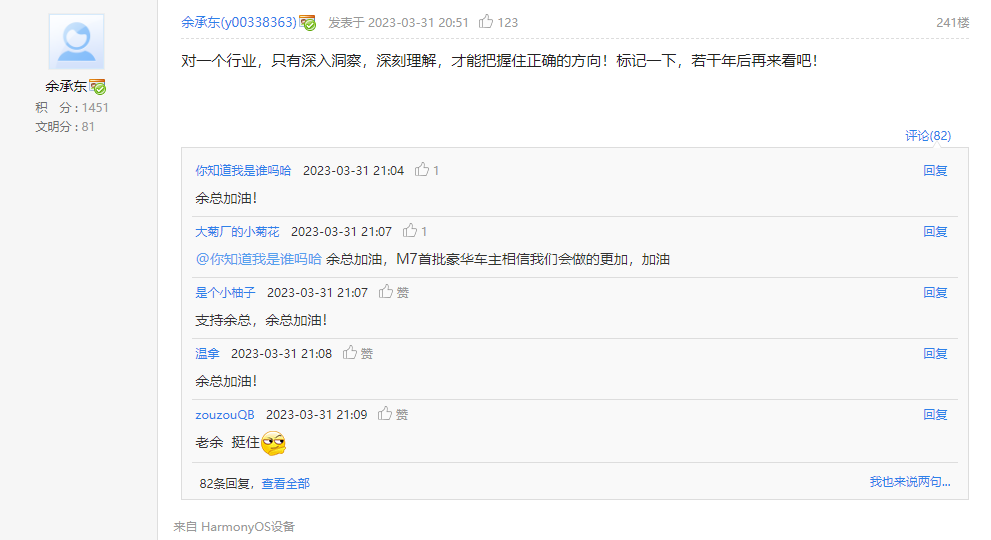 余承东(y00338363) 发表于 2023-03-31 20:51 123 241楼
余承东
积 分：1451
文明分：81
对一个行业，只有深入洞察，深刻理解，才能把握住正确的方向！标记一下，若干年后再来看吧！
评论(82)
你知道我是谁吗哈 2023-03-31 21:04 1 回复
余总加油！
大菊厂的小菊花 2023-03-31 21:07 1 回复
@你知道我是谁吗哈 余总加油，M7首批豪华车主相信我们会做的更加，加油
是个小柚子 2023-03-31 21:07 赞 回复
支持余总，余总加油！
温拿 2023-03-31 21:08 赞 回复
余总加油！
zouzouQB 2023-03-31 21:09 赞 回复
老余 挺住
82条回复，查看全部 我也来说两句...
来自 HarmonyOS设备